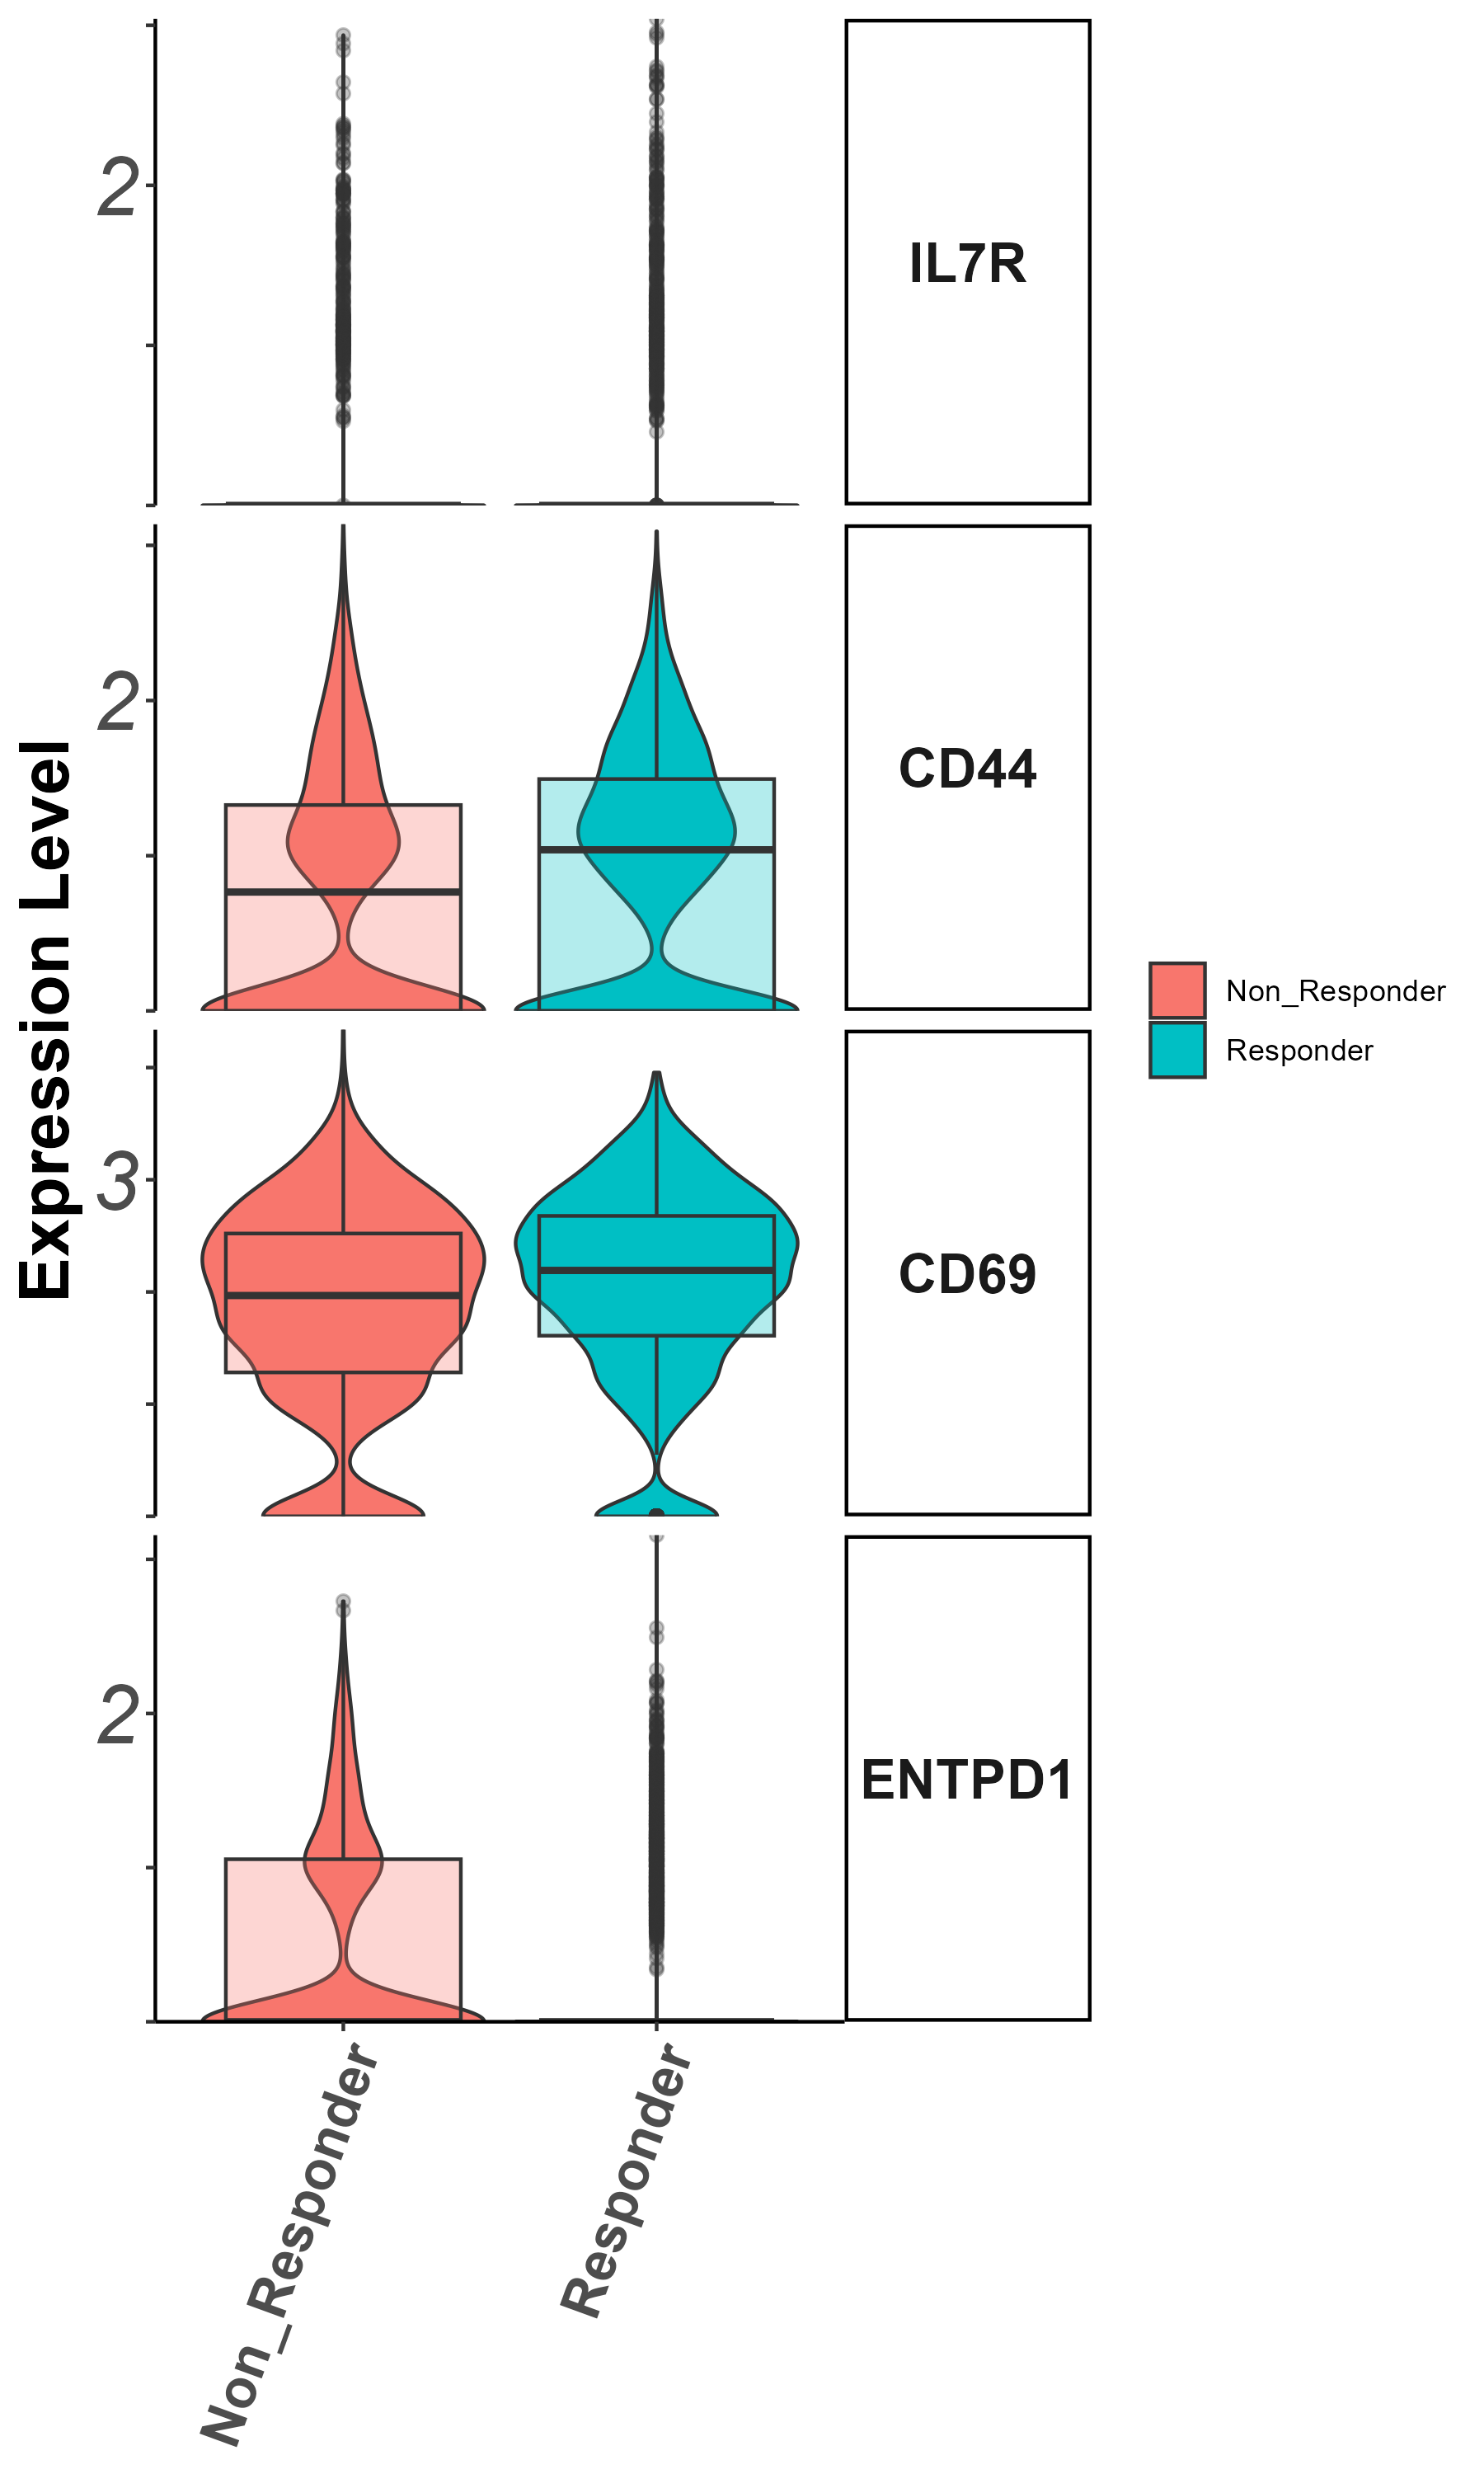 Expression Level
2
IL7R
2
CD44
3
CD69
2
ENTPD1
Non_Responder
Responder
Non_Responder
Responder